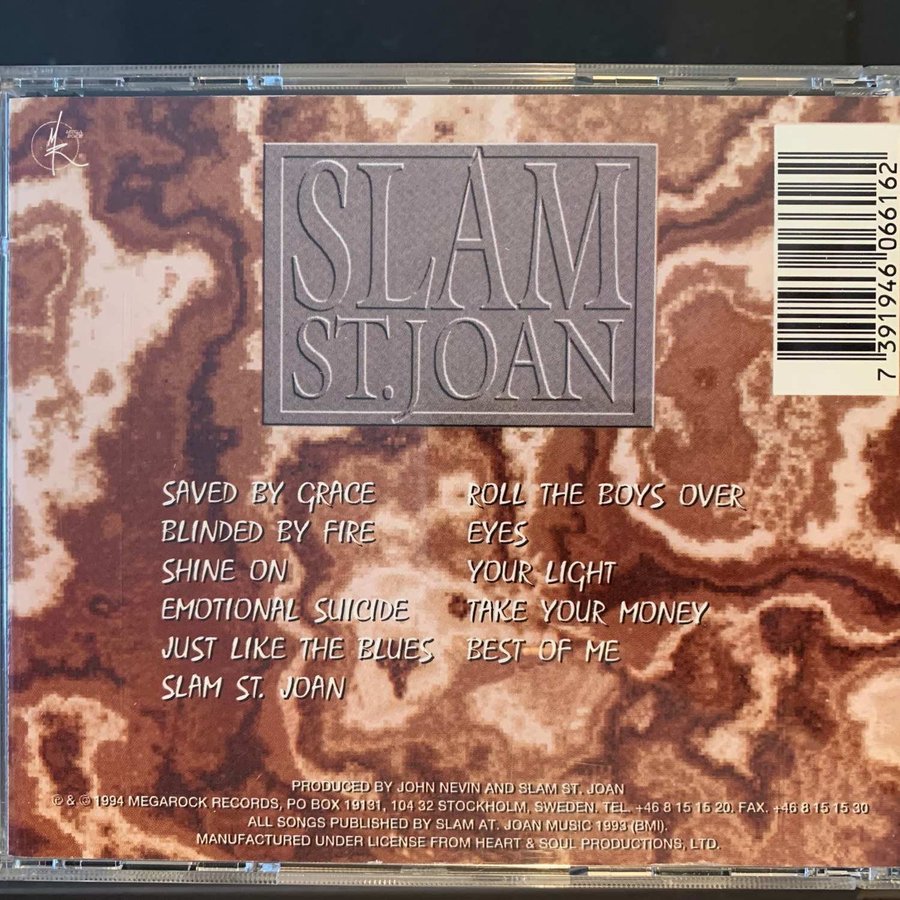 SLAM
ST. JOAN
7 391946 066162
SAVED BY GRACE
BLINDED BY FIRE
SHINE ON
EMOTIONAL SUICIDE
JUST LIKE THE BLUES
SLAM ST. JOAN
ROLL THE BOYS OVER
EYES
YOUR LIGHT
TAKE YOUR MONEY
BEST OF ME
PRODUCED BY JOHN NEVIN AND SLAM ST. JOAN
℗ & © 1994 MEGAROCK RECORDS, PO BOX 19131, 104 32 STOCKHOLM, SWEDEN. TEL. +46 8 15 15 20. FAX. +46 8 15 15 30
ALL SONGS PUBLISHED BY SLAM AT. JOAN MUSIC 1993 (BMI).
MANUFACTURED UNDER LICENSE FROM HEART & SOUL PRODUCTIONS, LTD.